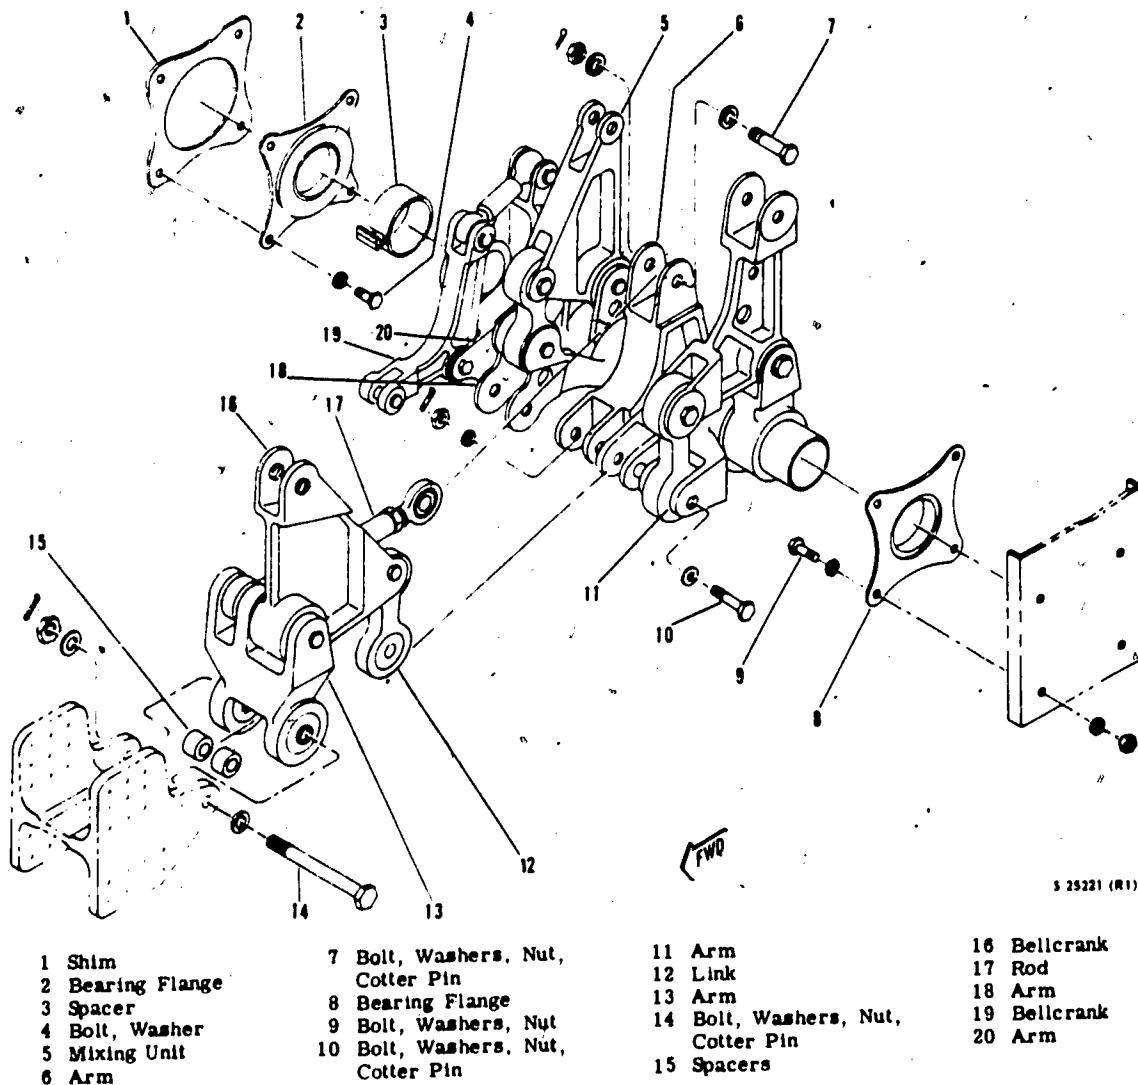 1 2 3 4 5 6 7
20
19
18
16
17
15
11
10
9
8
12
14
13
FWD
S 25221 (R1)
1 Shim
2 Bearing Flange
3 Spacer
4 Bolt, Washer
5 Mixing Unit
6 Arm
7 Bolt, Washers, Nut,
Cotter Pin
8 Bearing Flange
9 Bolt, Washers, Nut
10 Bolt, Washers, Nut,
Cotter Pin
11 Arm
12 Link
13 Arm
14 Bolt, Washers, Nut,
Cotter Pin
15 Spacers
16 Bellcrank
17 Rod
18 Arm
19 Bellcrank
20 Arm